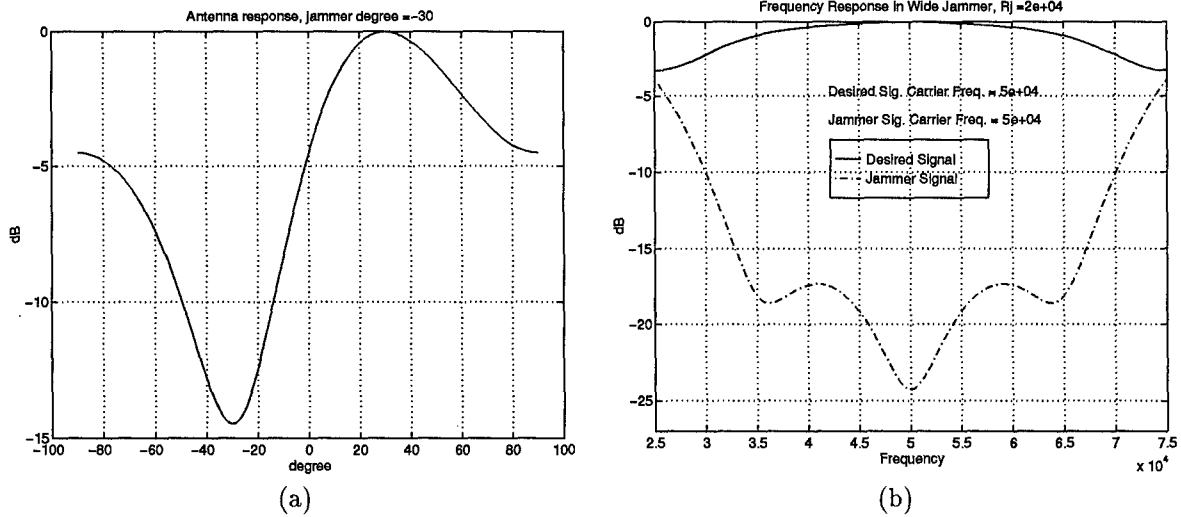 Antenna response, jammer degree =-30
0
-5
-10
-15
dB
-100 -80 -60 -40 -20 0 20 40 60 80 100
degree
(a)
Frequency Response in Wide Jammer, Rj =2e+04
0
-5
-10
-15
-20
-25
dB
Desired Sig. Carrier Freq. = 5e+04
Jammer Sig. Carrier Freq. = 5e+04
Desired Signal
Jammer Signal
2.5 3 3.5 4 4.5 5 5.5 6 6.5 7 7.5
Frequency
x 10^4
(b)